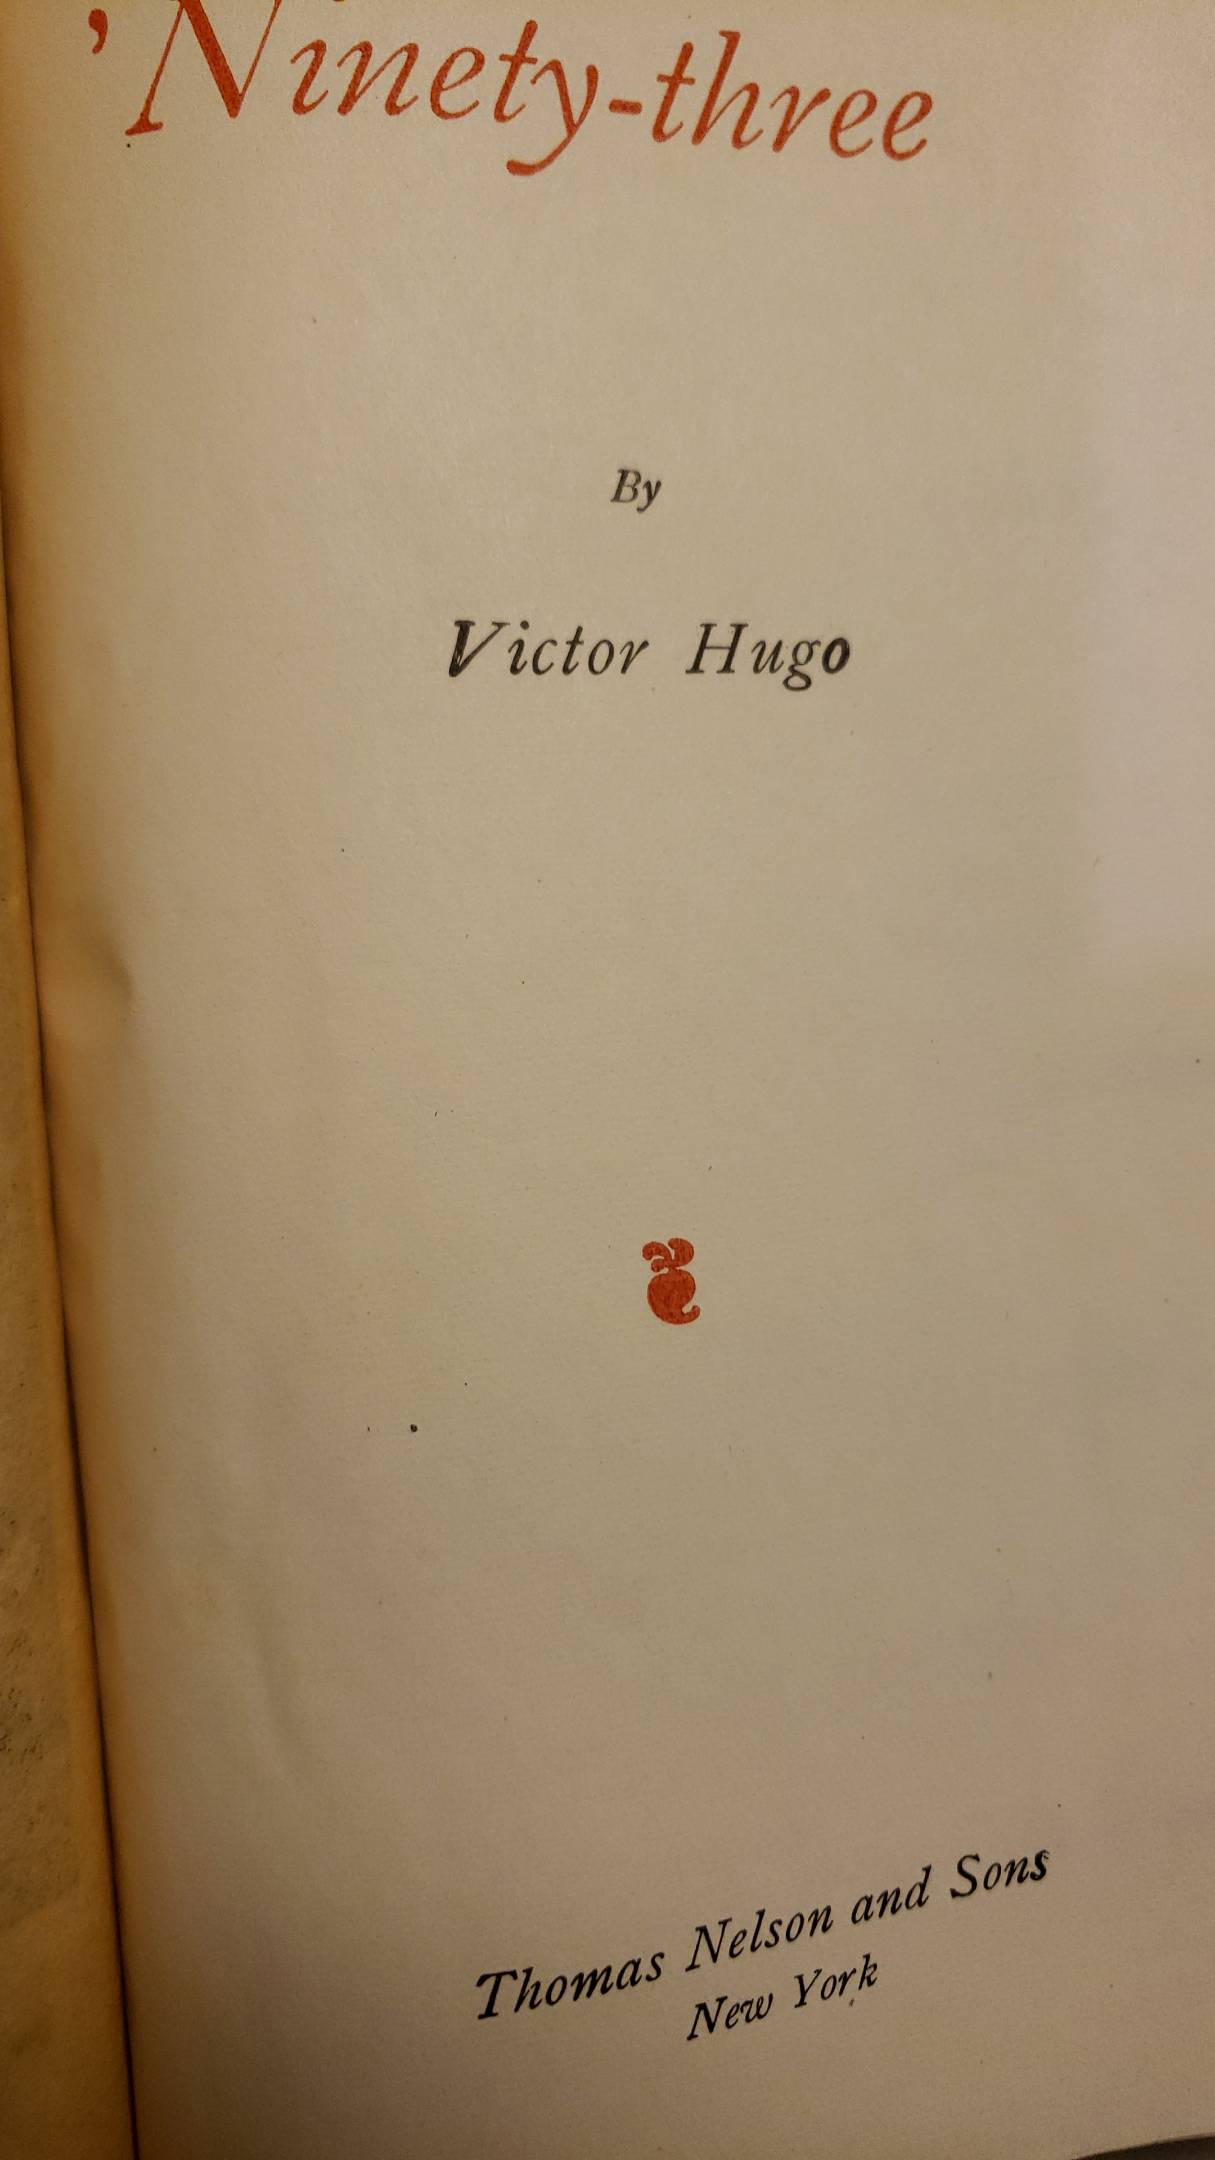 'Ninety-three
By
Victor Hugo
Thomas Nelson and Sons
New York